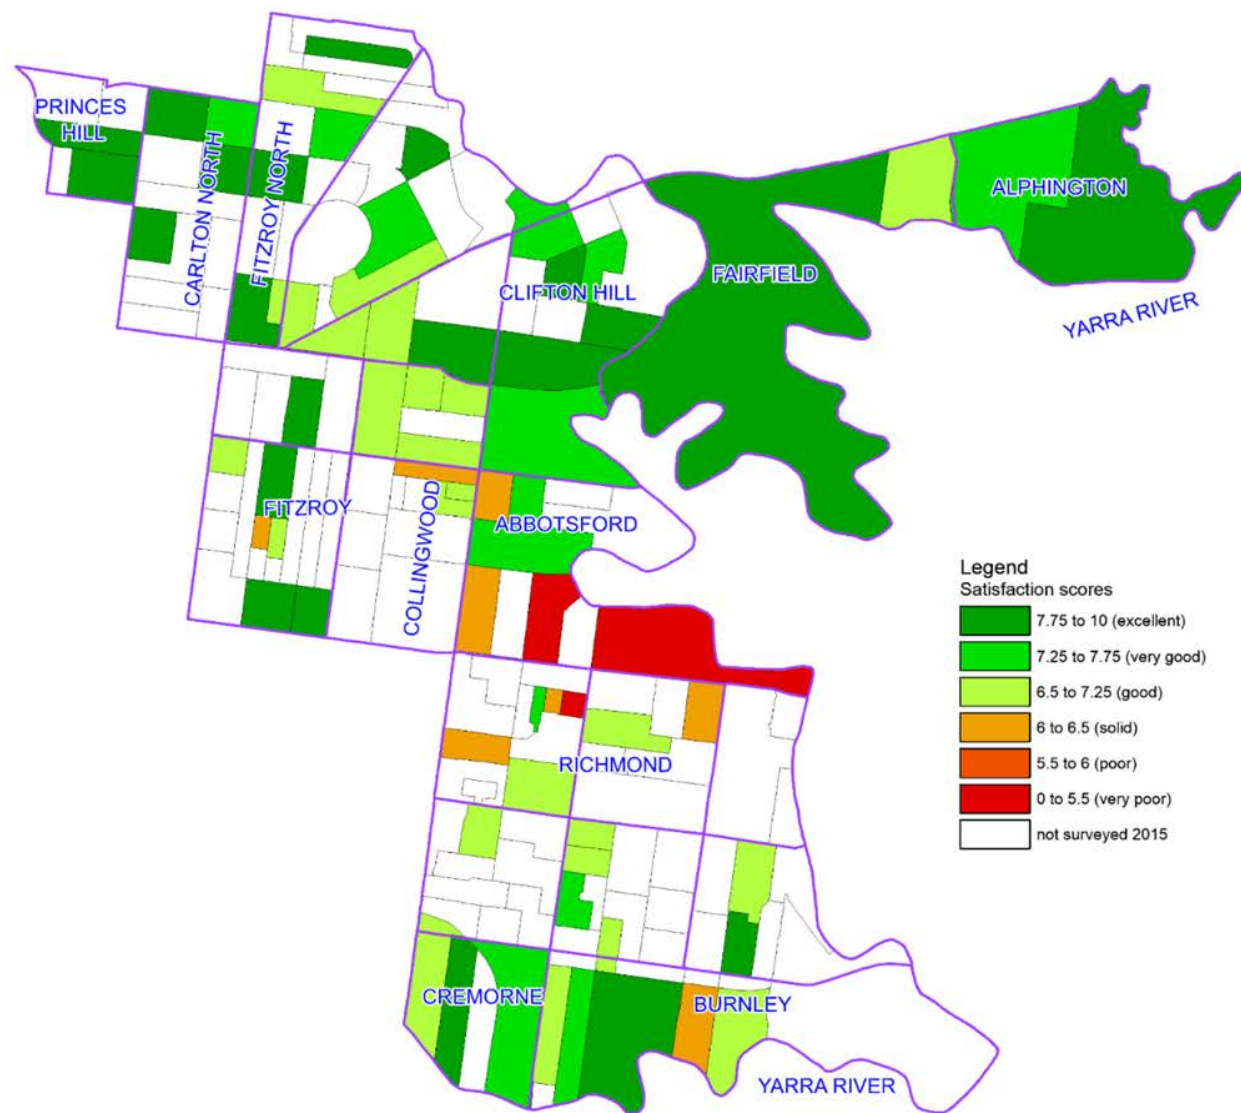 PRINCES
HILL
CARLTON NORTH
FITZROY NORTH
ALPHINGTON
FAIRFIELD
CLIFTON HILL
YARRA RIVER
FITZROY
COLLINGWOOD
ABBOTSFORD
RICHMOND
CREMORNE
BURNLEY
YARRA RIVER
Legend
Satisfaction scores
7.75 to 10 (excellent)
7.25 to 7.75 (very good)
6.5 to 7.25 (good)
6 to 6.5 (solid)
5.5 to 6 (poor)
0 to 5.5 (very poor)
not surveyed 2015